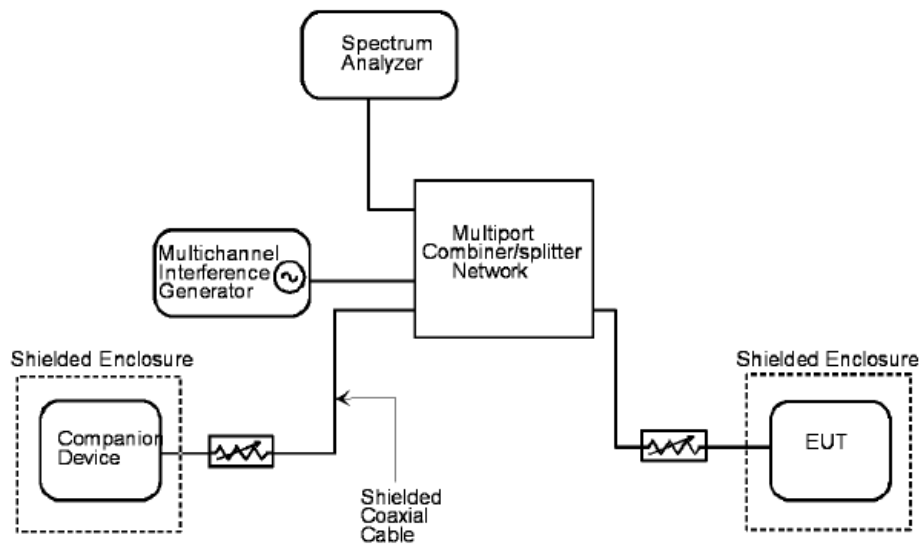 Spectrum
Analyzer
Multiport
Combiner/splitter
Network
Multichannel
Interference
Generator
Shielded Enclosure
Shielded Enclosure
Companion
Device
EUT
Shielded
Coaxial
Cable